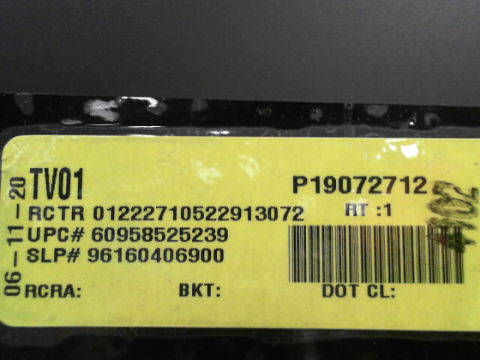 06-11-20
TV01 P19072712
RCTR 01222710522913072 RT :1
UPC# 60958525239
SLP# 96160406900
RCRA: BKT: DOT CL: